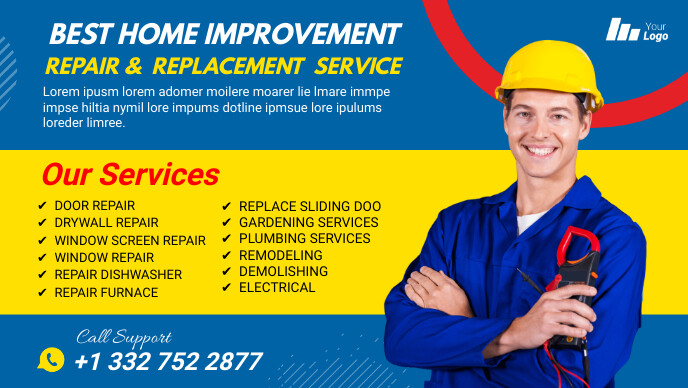 BEST HOME IMPROVEMENT
REPAIR & REPLACEMENT SERVICE
Lorem ipusm lorem adomer moilere moarer lie lmare immpe
impse hiltia nymil lore impums dotline ipmsue lore ipulums
loreder limree.
Your
Logo
Our Services
✔ DOOR REPAIR
✔ DRYWALL REPAIR
✔ WINDOW SCREEN REPAIR
✔ WINDOW REPAIR
✔ REPAIR DISHWASHER
✔ REPAIR FURNACE
✔ REPLACE SLIDING DOO
✔ GARDENING SERVICES
✔ PLUMBING SERVICES
✔ REMODELING
✔ DEMOLISHING
✔ ELECTRICAL
Call Support
+1 332 752 2877